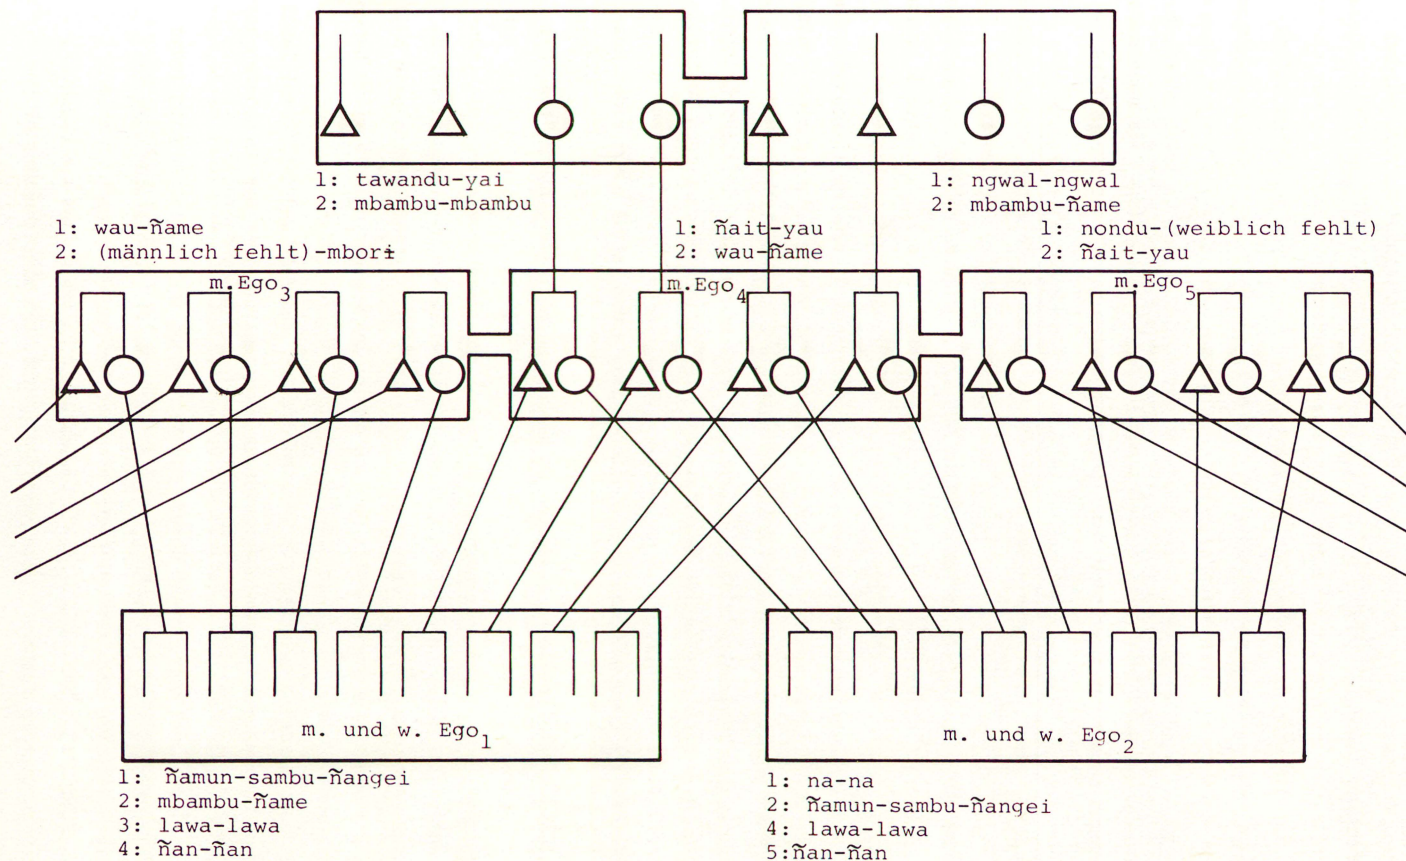 1: tawandu-yai
2: mbambu-mbambu
1: ngwal-ngwal
2: mbambu-ñame
1: wau-ñame
2: (männlich fehlt)-mborɨ
1: ñait-yau
2: wau-ñame
1: nondu-(weiblich fehlt)
2: ñait-yau
m.Ego₃
m.Ego₄
m.Ego₅
m. und w. Ego₁
m. und w. Ego₂
1: ñamun-sambu-ñangei
2: mbambu-ñame
3: lawa-lawa
4: ñan-ñan
1: na-na
2: ñamun-sambu-ñangei
4: lawa-lawa
5:ñan-ñan